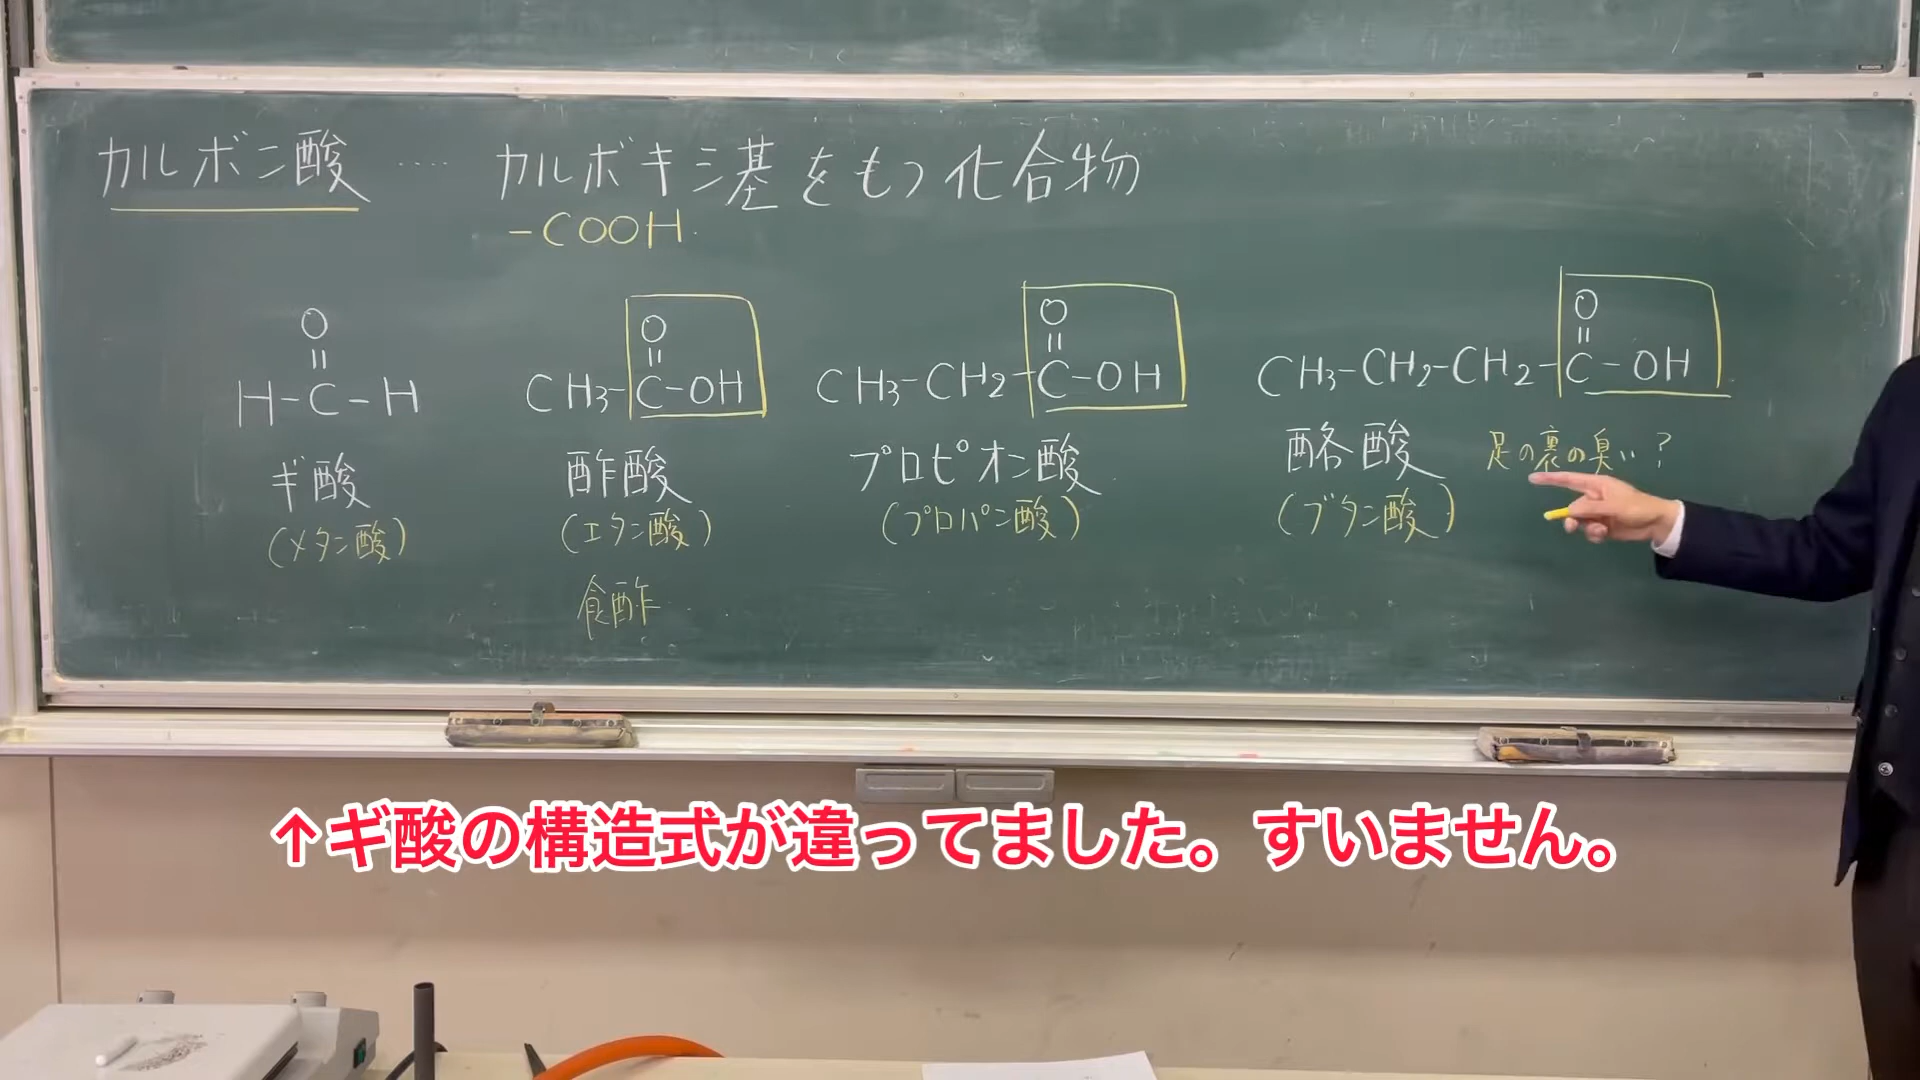 カルボン酸 ‥‥ カルボキシ基をもつ化合物
-COOH
O
||
H-C-H
ギ酸
(メタン酸)
O
||
CH3-C-OH
酢酸
(エタン酸)
食酢
O
||
CH3-CH2-C-OH
プロピオン酸
(プロパン酸)
O
||
CH3-CH2-CH2-C-OH
酪酸 足の裏の臭い?
(ブタン酸)
↑ギ酸の構造式が違ってました。すいません。